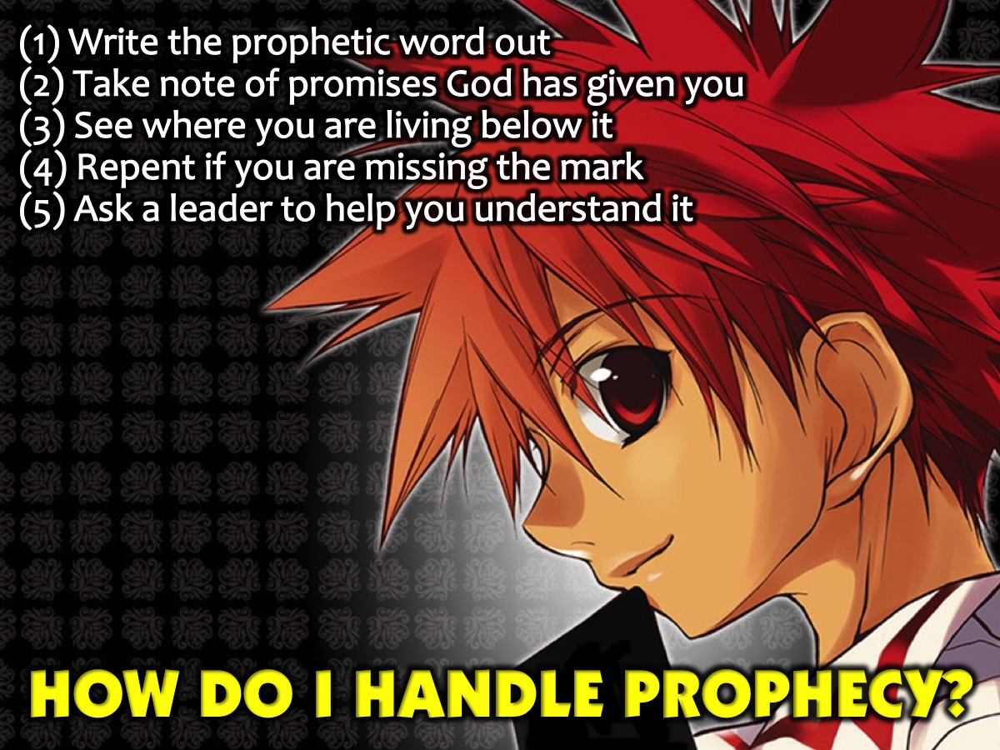 (1) Write the prophetic word out
(2) Take note of promises God has given you
(3) See where you are living below it
(4) Repent if you are missing the mark
(5) Ask a leader to help you understand it
HOW DO I HANDLE PROPHECY?